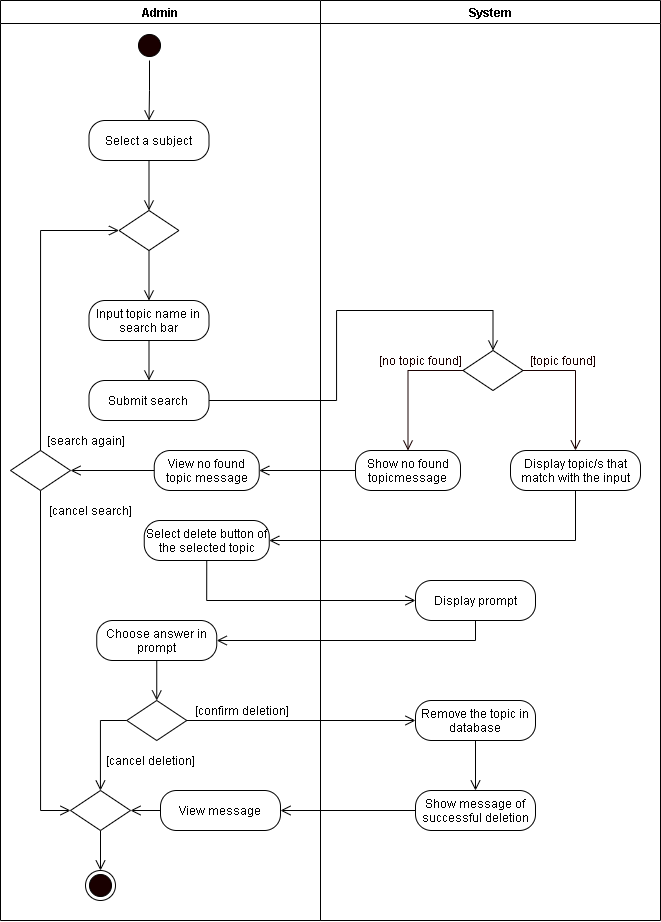 Admin
System
Select a subject
Input topic name in
search bar
Submit search
[no topic found]
[topic found]
[search again]
View no found
topic message
Show no found
topicmessage
Display topic/s that
match with the input
[cancel search]
Select delete button of
the selected topic
Display prompt
Choose answer in
prompt
[confirm deletion]
Remove the topic in
database
[cancel deletion]
View message
Show message of
successful deletion